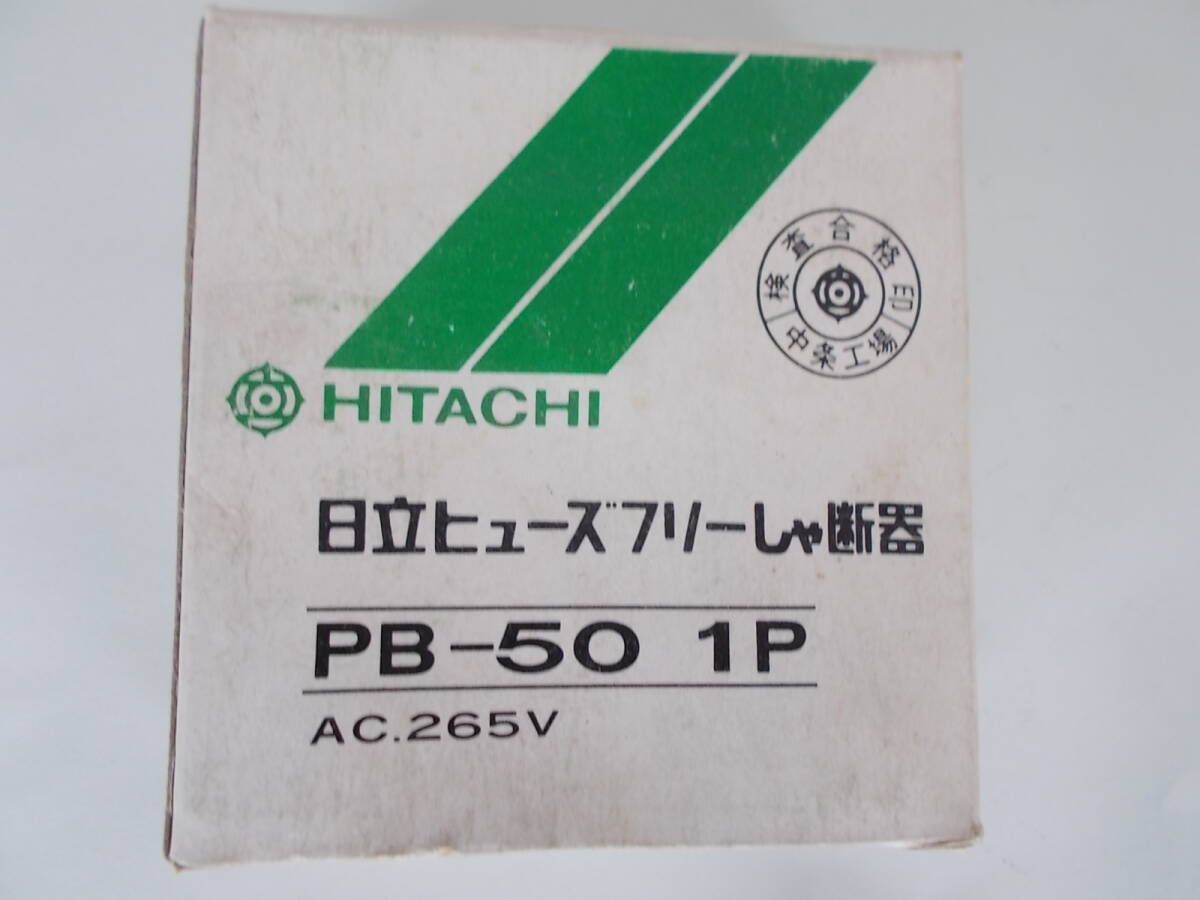 検査合格印
中条工場
HITACHI
日立ヒューズフリーしゃ断器
PB-50 1P
AC.265V